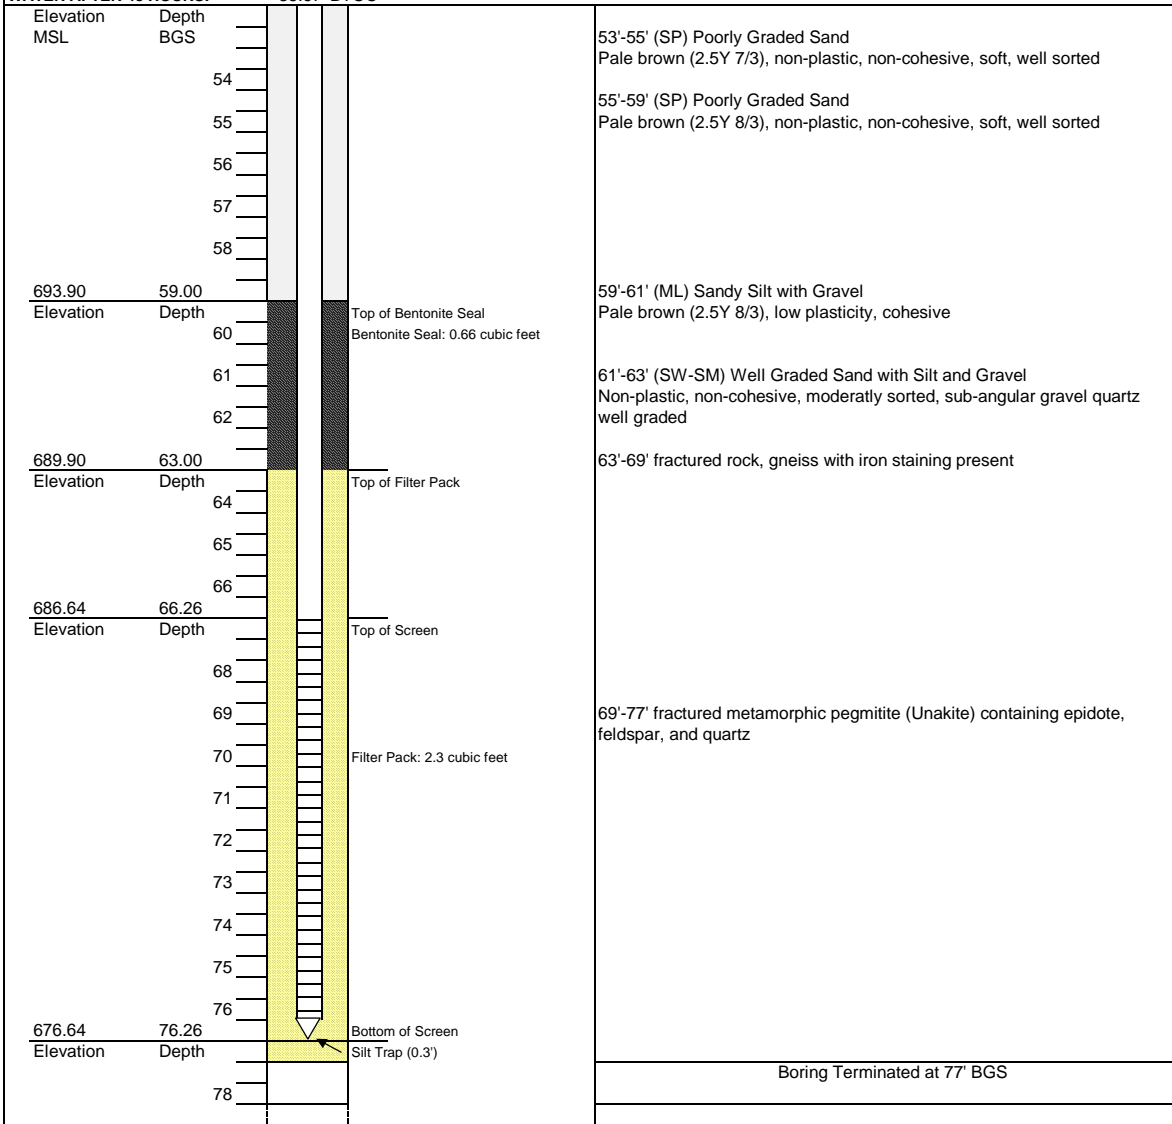 Elevation Depth
MSL BGS
53'-55' (SP) Poorly Graded Sand
Pale brown (2.5Y 7/3), non-plastic, non-cohesive, soft, well sorted
54
55'-59' (SP) Poorly Graded Sand
55
Pale brown (2.5Y 8/3), non-plastic, non-cohesive, soft, well sorted
56
57
58
693.90 59.00
59'-61' (ML) Sandy Silt with Gravel
Elevation Depth
Top of Bentonite Seal
Pale brown (2.5Y 8/3), low plasticity, cohesive
60
Bentonite Seal: 0.66 cubic feet
61
61'-63' (SW-SM) Well Graded Sand with Silt and Gravel
Non-plastic, non-cohesive, moderatly sorted, sub-angular gravel quartz
62
well graded
689.90 63.00
63'-69' fractured rock, gneiss with iron staining present
Elevation Depth
Top of Filter Pack
64
65
66
686.64 66.26
Elevation Depth
Top of Screen
68
69
69'-77' fractured metamorphic pegmitite (Unakite) containing epidote,
feldspar, and quartz
70
Filter Pack: 2.3 cubic feet
71
72
73
74
75
76
676.64 76.26
Bottom of Screen
Elevation Depth
Silt Trap (0.3')
Boring Terminated at 77' BGS
78